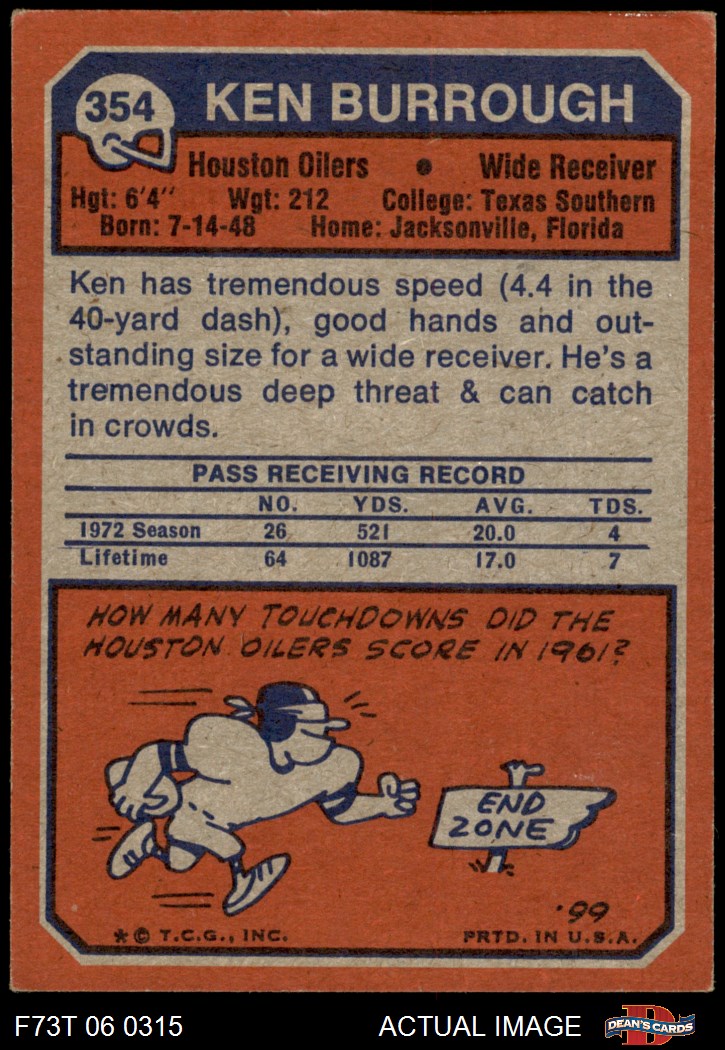 354
KEN BURROUGH
Houston Oilers • Wide Receiver
Hgt: 6'4" Wgt: 212 College: Texas Southern
Born: 7-14-48 Home: Jacksonville, Florida
Ken has tremendous speed (4.4 in the
40-yard dash), good hands and out-
standing size for a wide receiver. He's a
tremendous deep threat & can catch
in crowds.
PASS RECEIVING RECORD
NO. YDS. AVG. TDS.
1972 Season 26 521 20.0 4
Lifetime 64 1087 17.0 7
HOW MANY TOUCHDOWNS DID THE
HOUSTON OILERS SCORE IN 1961?
END
ZONE
'99
* © T.C.G., INC. PRTD. IN U.S.A.
F73T 06 0315 ACTUAL IMAGE
D
DEAN'S CARDS